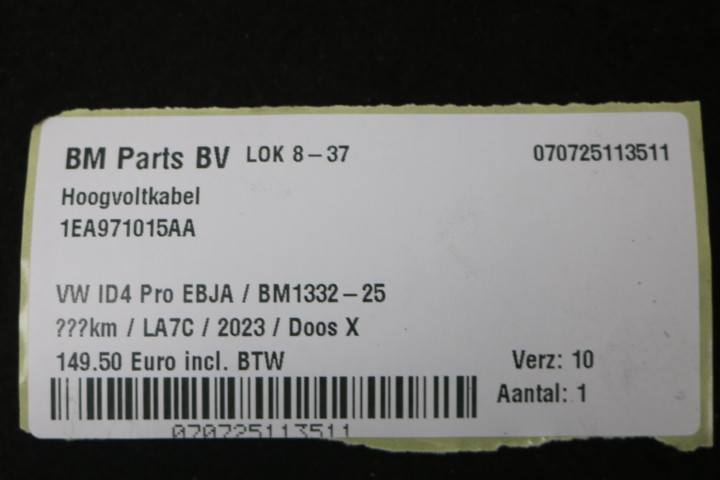 BM Parts BV LOK 8-37 070725113511
Hoogvoltkabel
1EA971015AA
VW ID4 Pro EBJA / BM1332-25
???km / LA7C / 2023 / Doos X
149.50 Euro incl. BTW Verz: 10
Aantal: 1
070725113511